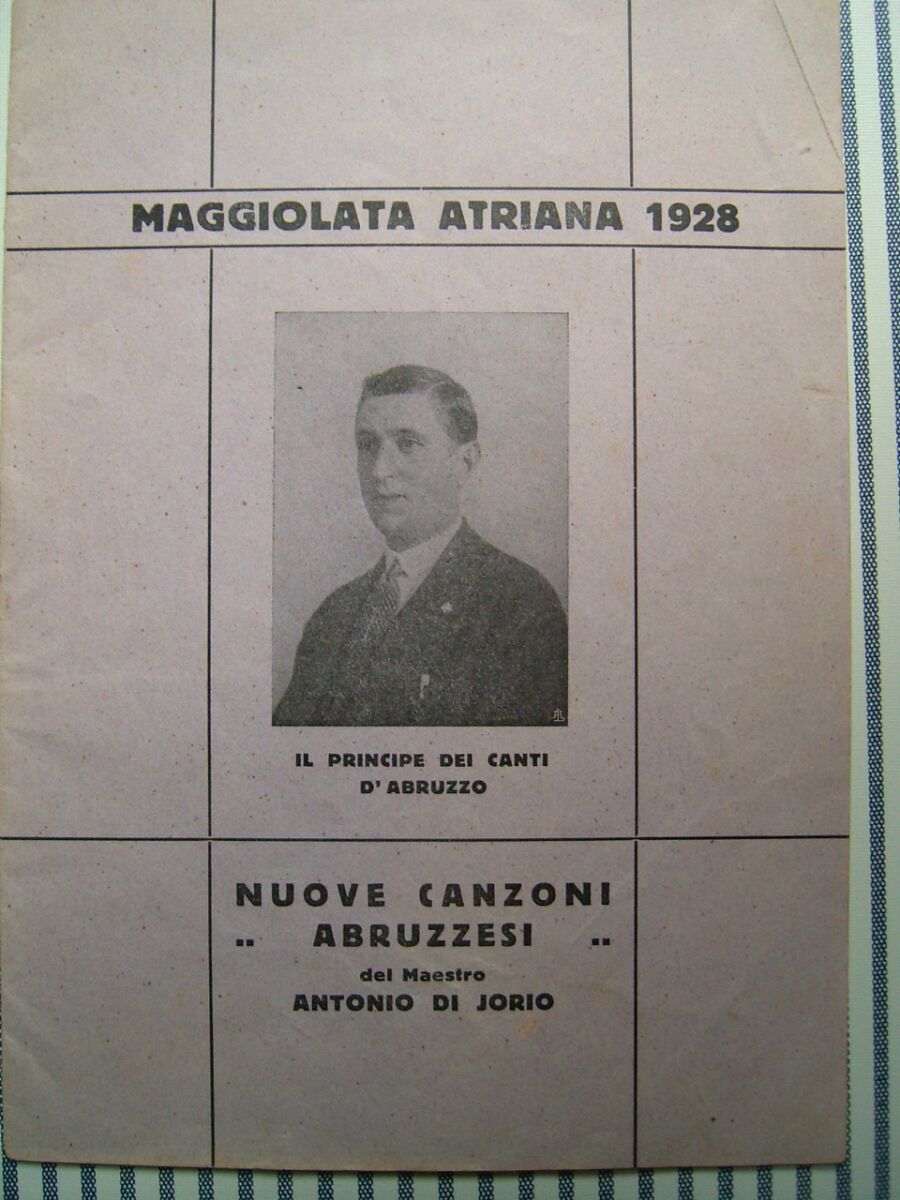 MAGGIOLATA ATRIANA 1928
IL PRINCIPE DEI CANTI
D'ABRUZZO
NUOVE CANZONI
.. ABRUZZESI ..
del Maestro
ANTONIO DI JORIO